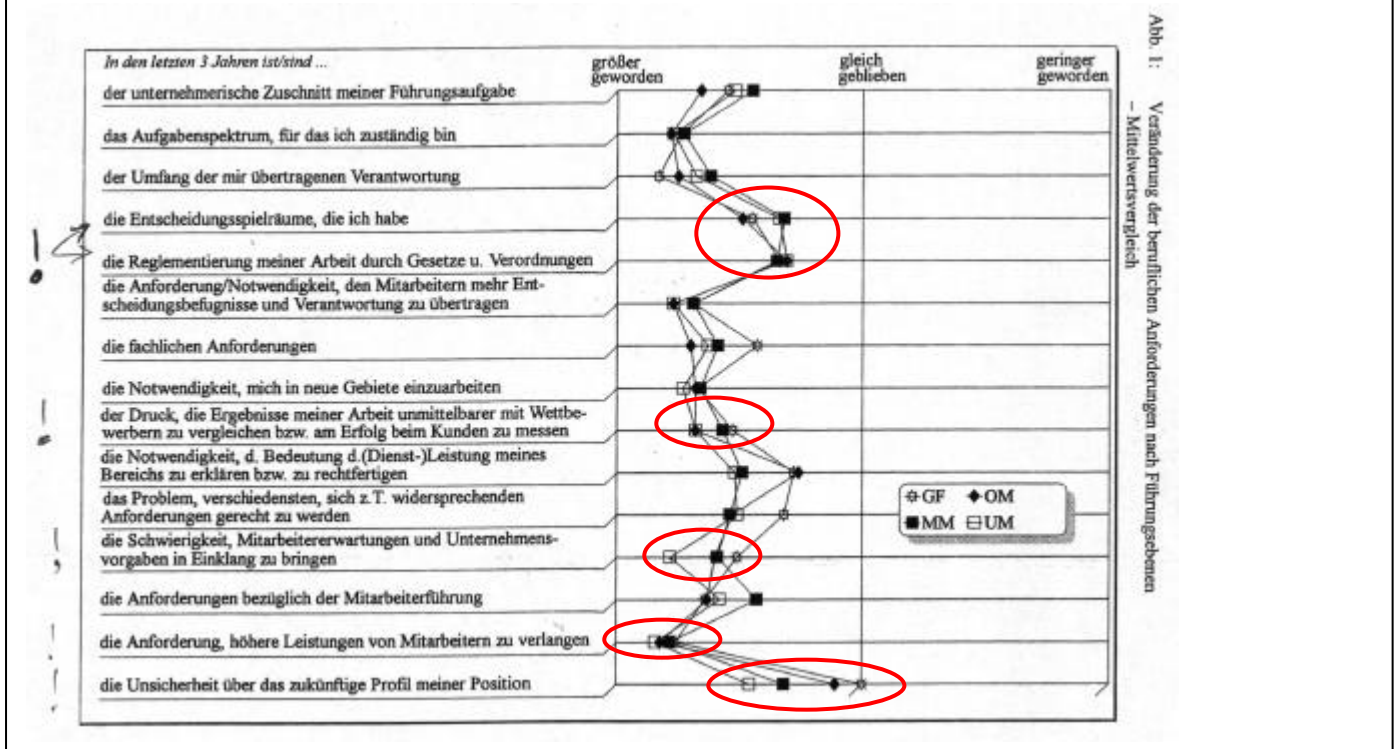 Abb. 1: Veränderung der beruflichen Anforderungen nach Führungsebenen
– Mittelwertsvergleich
In den letzten 3 Jahren ist/sind ...
größer
geworden
gleich
geblieben
geringer
geworden
der unternehmerische Zuschnitt meiner Führungsaufgabe
das Aufgabenspektrum, für das ich zuständig bin
der Umfang der mir übertragenen Verantwortung
die Entscheidungsspielräume, die ich habe
!
die Reglementierung meiner Arbeit durch Gesetze u. Verordnungen
die Anforderung/Notwendigkeit, den Mitarbeitern mehr Ent-
scheidungsbefugnisse und Verantwortung zu übertragen
die fachlichen Anforderungen
die Notwendigkeit, mich in neue Gebiete einzuarbeiten
!
der Druck, die Ergebnisse meiner Arbeit unmittelbarer mit Wettbe-
werbern zu vergleichen bzw. am Erfolg beim Kunden zu messen
die Notwendigkeit, d. Bedeutung d.(Dienst-)Leistung meines
Bereichs zu erklären bzw. zu rechtfertigen
das Problem, verschiedensten, sich z.T. widersprechenden
Anforderungen gerecht zu werden
!
die Schwierigkeit, Mitarbeitererwartungen und Unternehmens-
vorgaben in Einklang zu bringen
die Anforderungen bezüglich der Mitarbeiterführung
!
die Anforderung, höhere Leistungen von Mitarbeitern zu verlangen
!
die Unsicherheit über das zukünftige Profil meiner Position
GF OM
MM UM